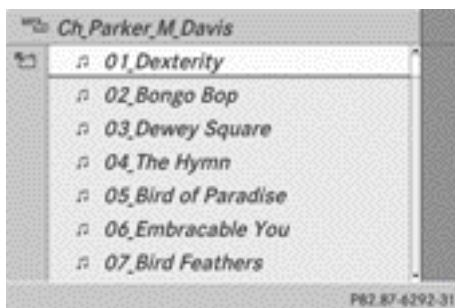 Ch_Parker_M_Davis
01_Dexterity
02_Bongo Bop
03_Dewey Square
04_The Hymn
05_Bird of Paradise
06_Embracable You
07_Bird Feathers
P82.87-6292-31